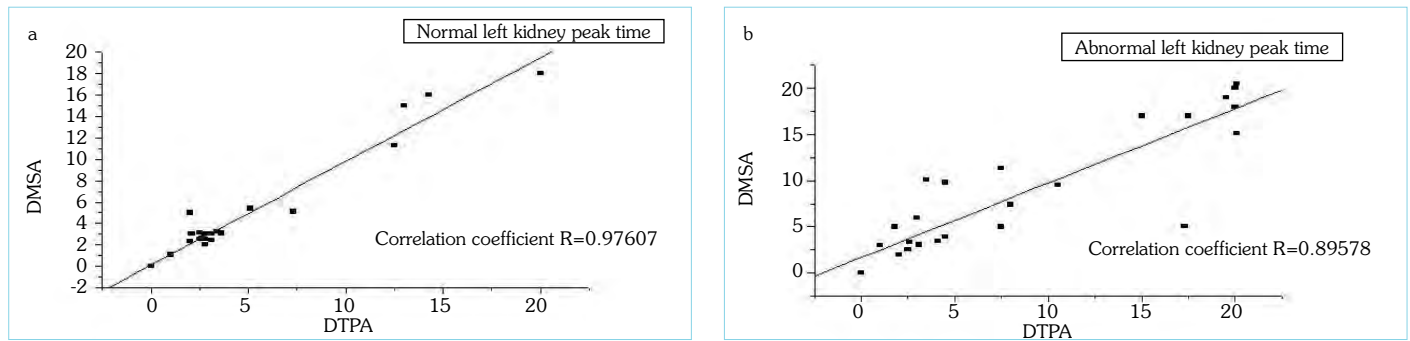 a
Normal left kidney peak time
20
18
16
14
12
10
8
6
4
2
0
-2
DMSA
Correlation coefficient R=0.97607
0
5
10
15
20
DTPA
b
Abnormal left kidney peak time
20
15
10
5
0
DMSA
Correlation coefficient R=0.89578
0
5
10
15
20
DTPA